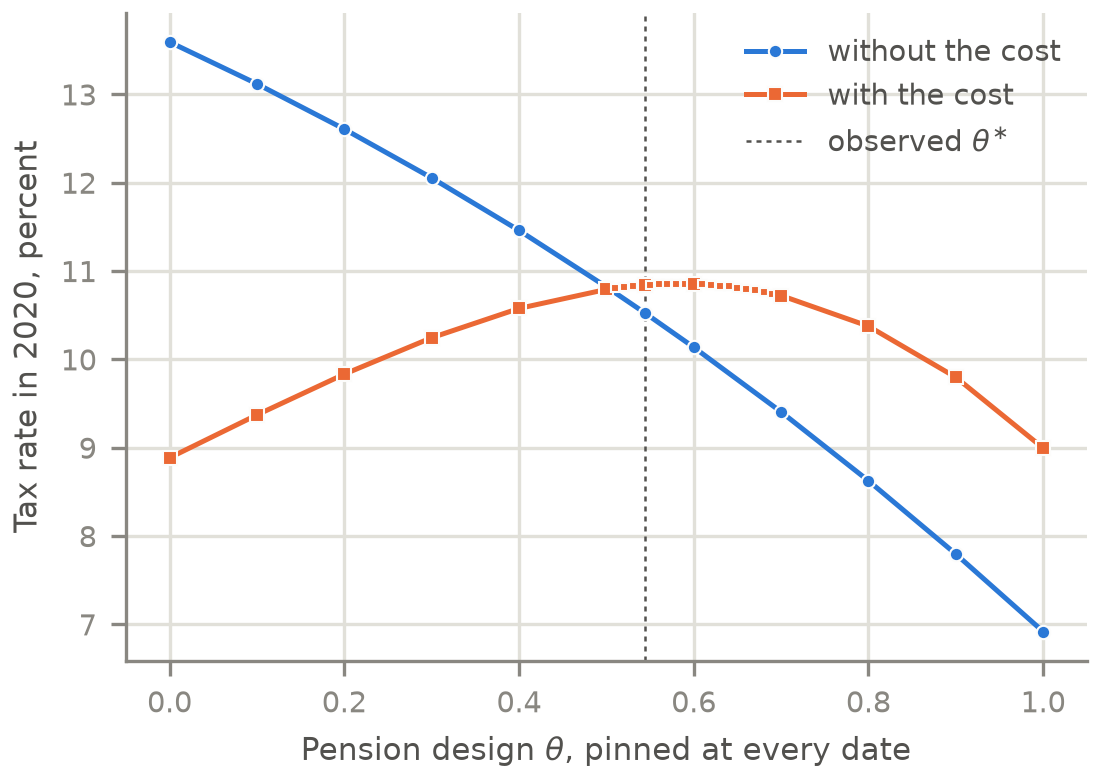 without the cost
with the cost
observed θ*
13
12
11
10
9
8
7
Tax rate in 2020, percent
0.0 0.2 0.4 0.6 0.8 1.0
Pension design θ, pinned at every date